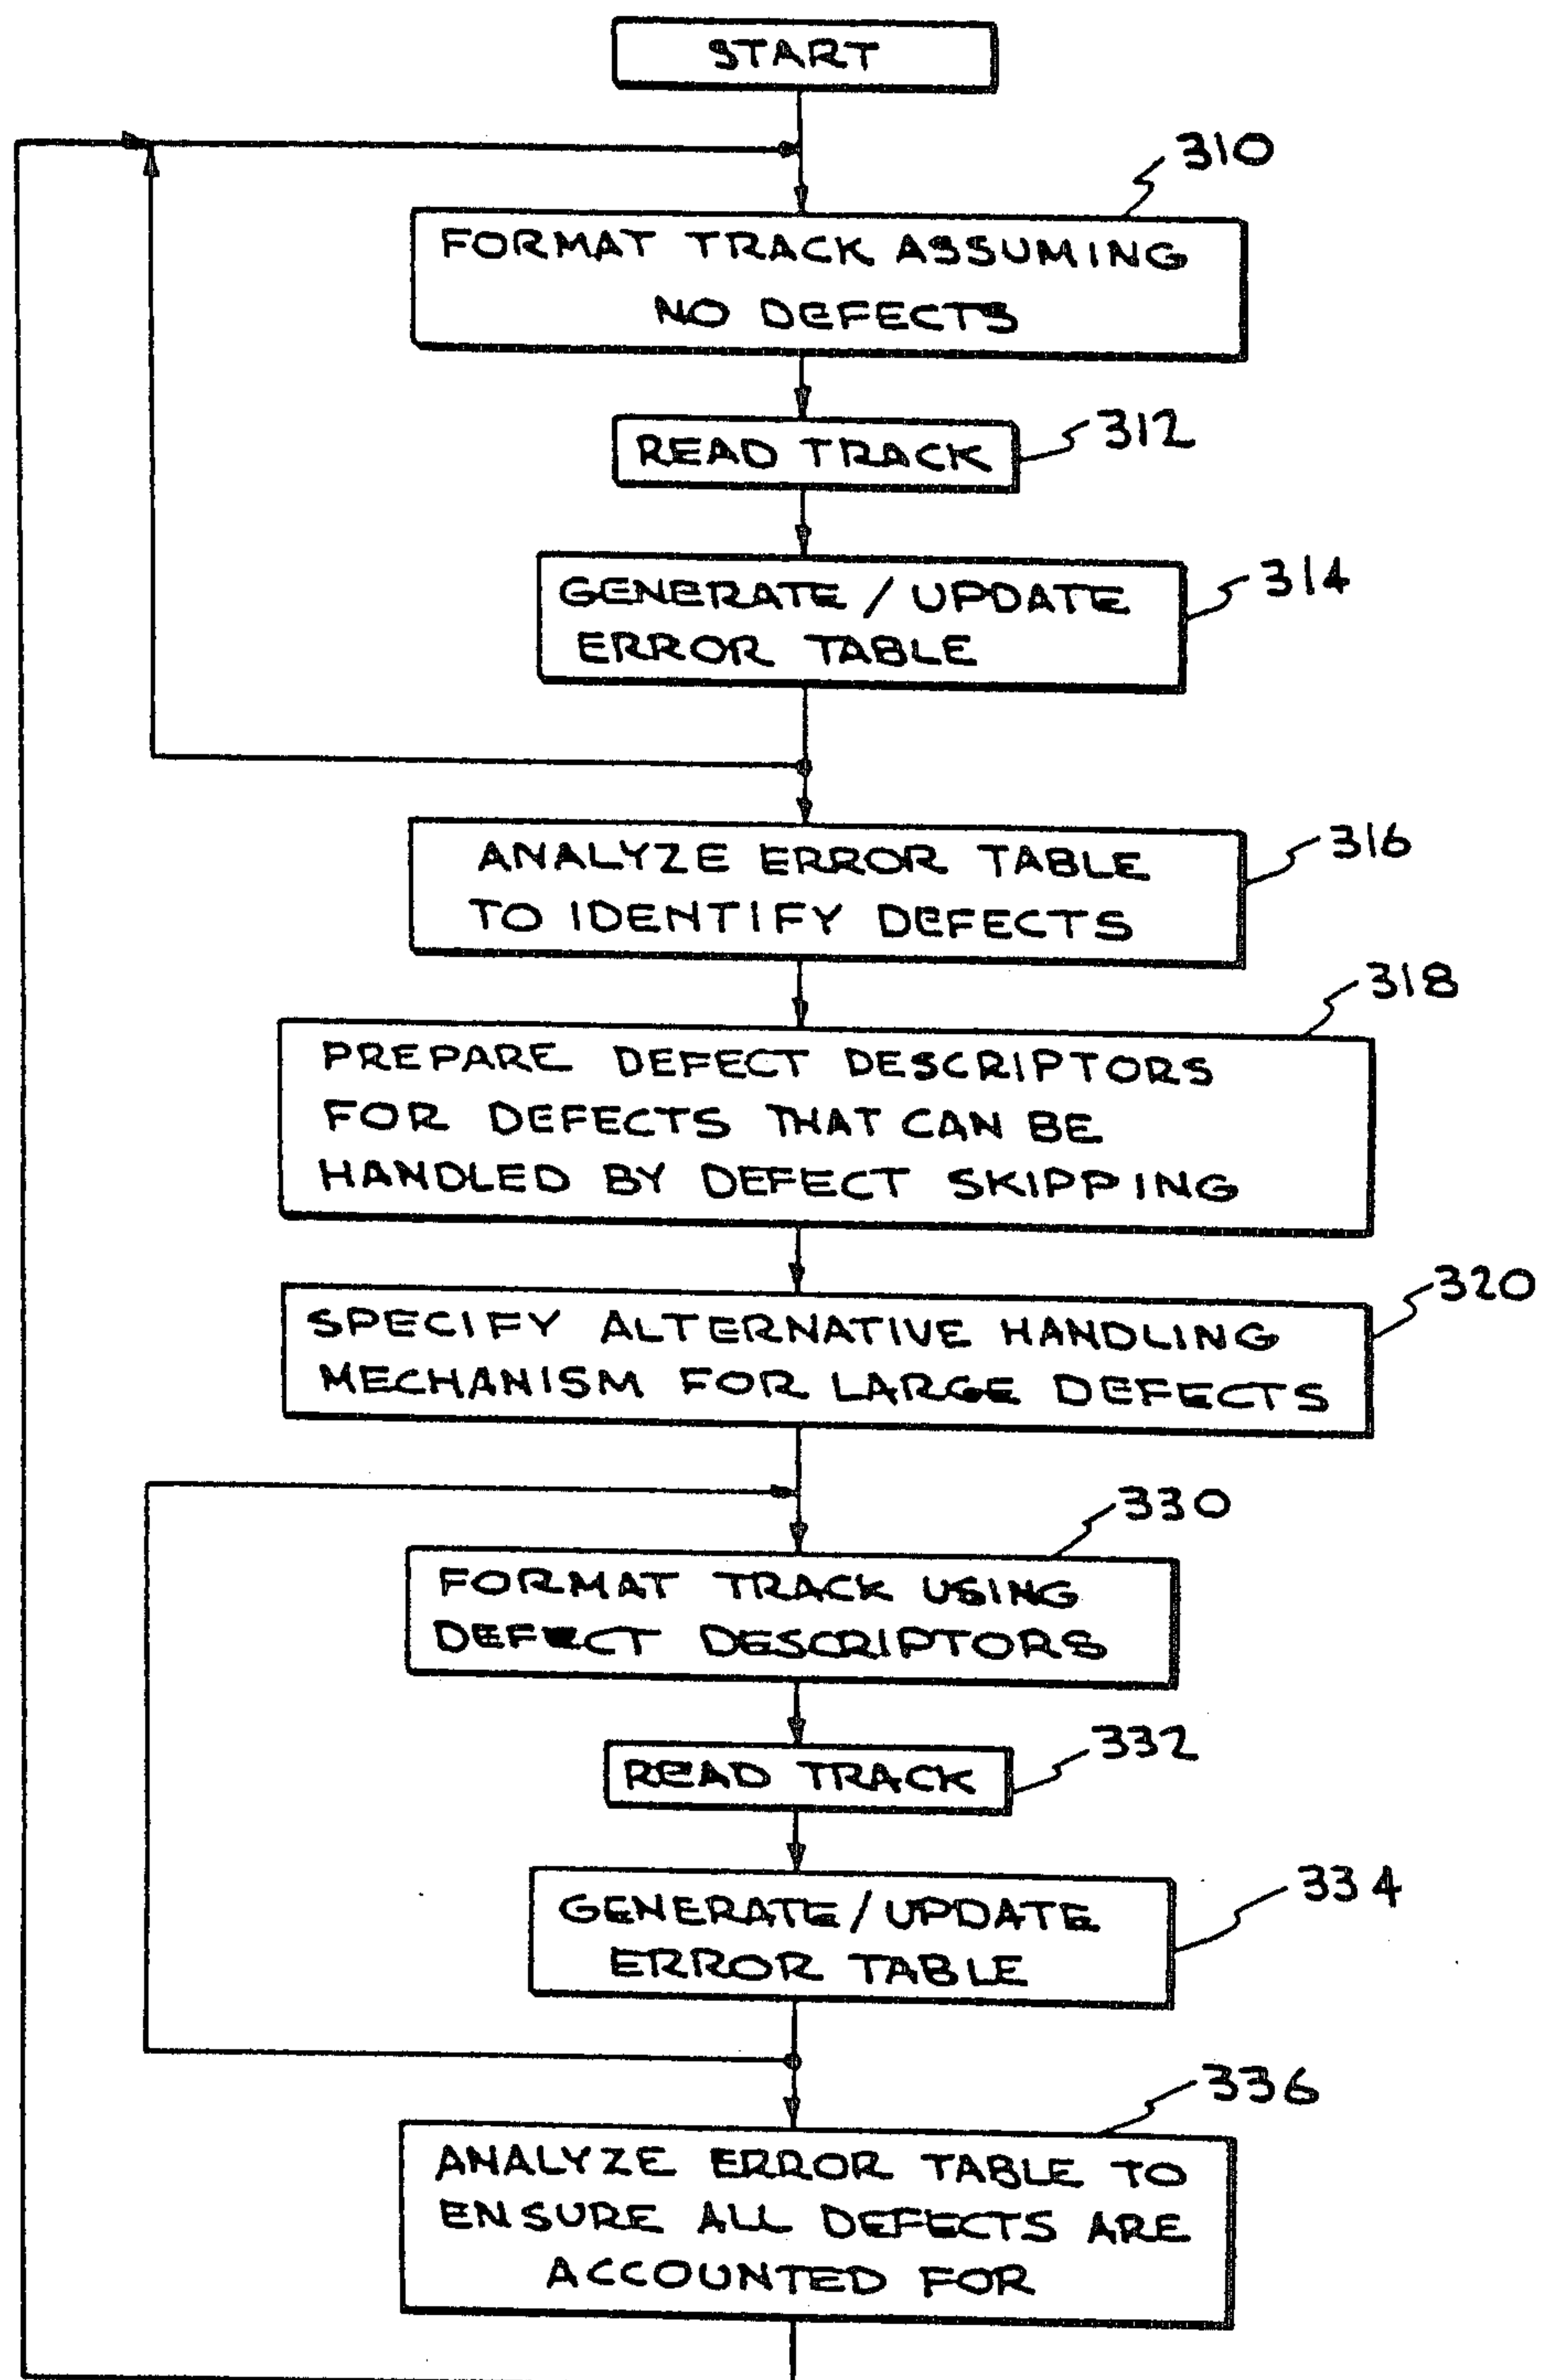 START
310
FORMAT TRACK ASSUMING
NO DEFECTS
312
READ TRACK
314
GENERATE / UPDATE
ERROR TABLE
316
ANALYZE ERROR TABLE
TO IDENTIFY DEFECTS
318
PREPARE DEFECT DESCRIPTORS
FOR DEFECTS THAT CAN BE
HANDLED BY DEFECT SKIPPING
320
SPECIFY ALTERNATIVE HANDLING
MECHANISM FOR LARGE DEFECTS
330
FORMAT TRACK USING
DEFECT DESCRIPTORS
332
READ TRACK
334
GENERATE/UPDATE
ERROR TABLE
336
ANALYZE ERROR TABLE TO
ENSURE ALL DEFECTS ARE
ACCOUNTED FOR